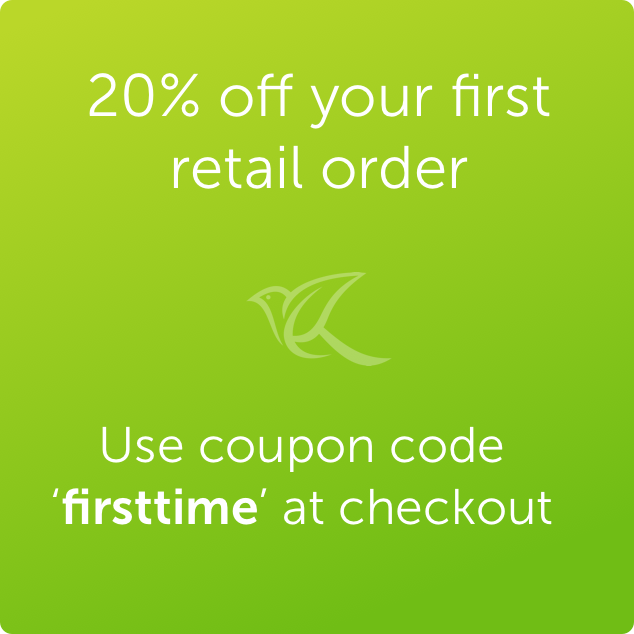 20% off your first
retail order
Use coupon code
‘firsttime’ at checkout